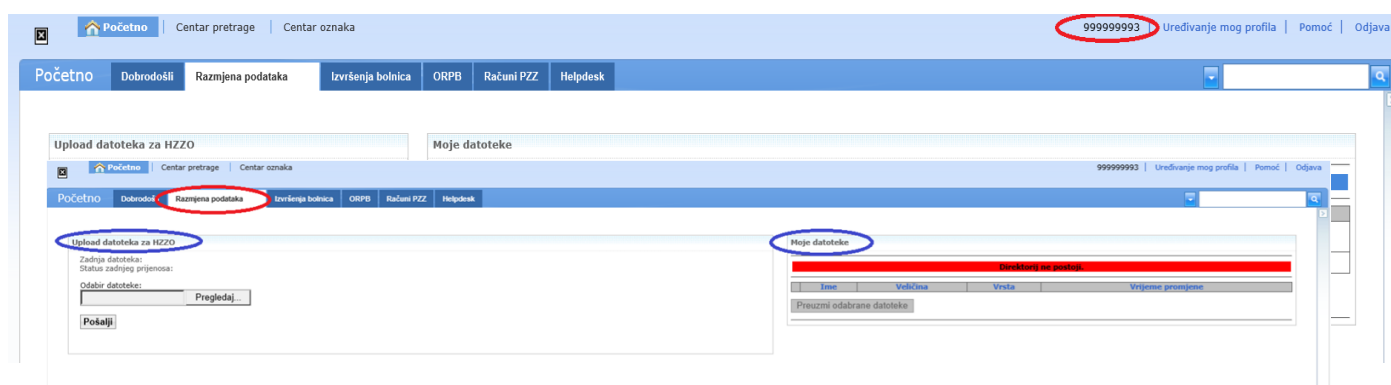 Početno | Centar pretrage | Centar oznaka 999999993 | Uređivanje mog profila | Pomoć | Odjava
Početno Dobrodošli Razmjena podataka Izvršenja bolnica ORPB Računi PZZ Helpdesk
Upload datoteka za HZZO Moje datoteke
Početno | Centar pretrage | Centar oznaka 999999993 | Uređivanje mog profila | Pomoć | Odjava
Početno Dobrodošli Razmjena podataka Izvršenja bolnica ORPB Računi PZZ Helpdesk
Upload datoteka za HZZO Moje datoteke
Zadnja datoteka:
Status zadnjeg prijenosa:
Direktorij ne postoji.
Odabir datoteke:
Pregledaj...
Ime Veličina Vrsta Vrijeme promjene
Preuzmi odabrane datoteke
Pošalji